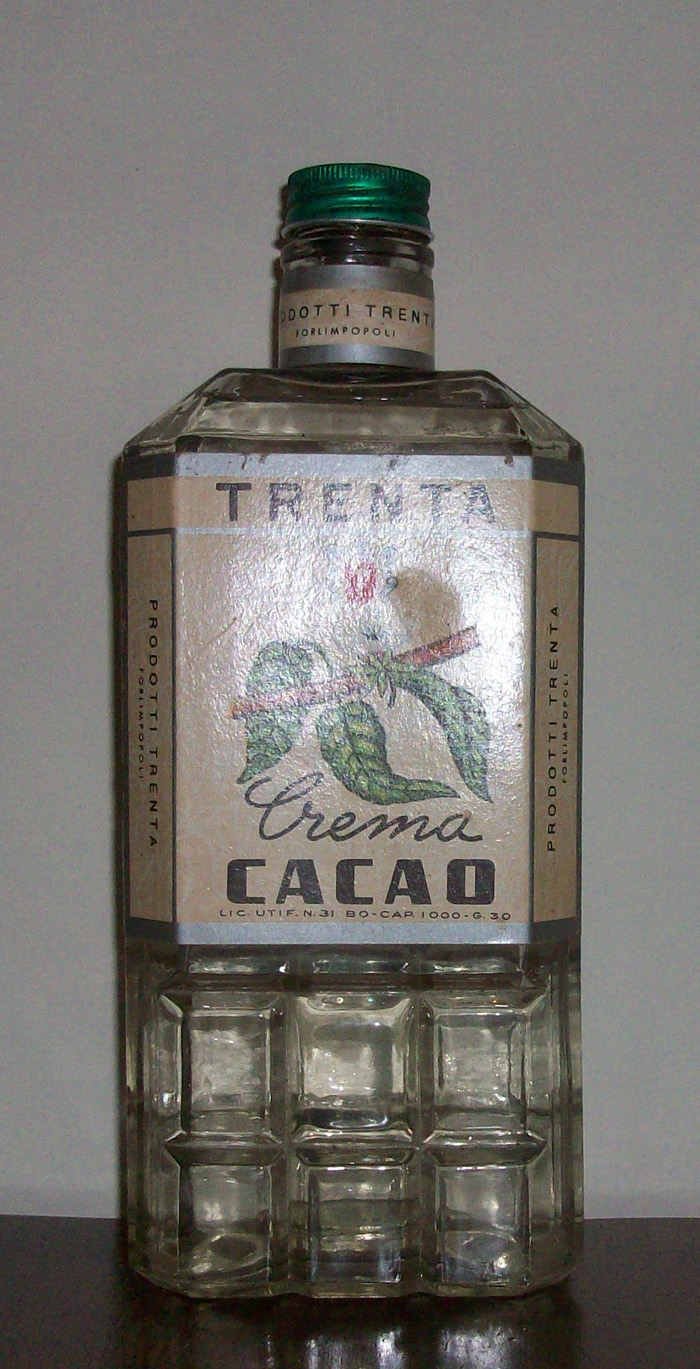 PRODOTTI TRENTA
FORLIMPOPOLI
TRENTA
PRODOTTI TRENTA
FORLIMPOPOLI
PRODOTTI TRENTA
FORLIMPOPOLI
Crema
CACAO
LIC. UTIF. N. 31 BO-CAP. 1000-G. 30